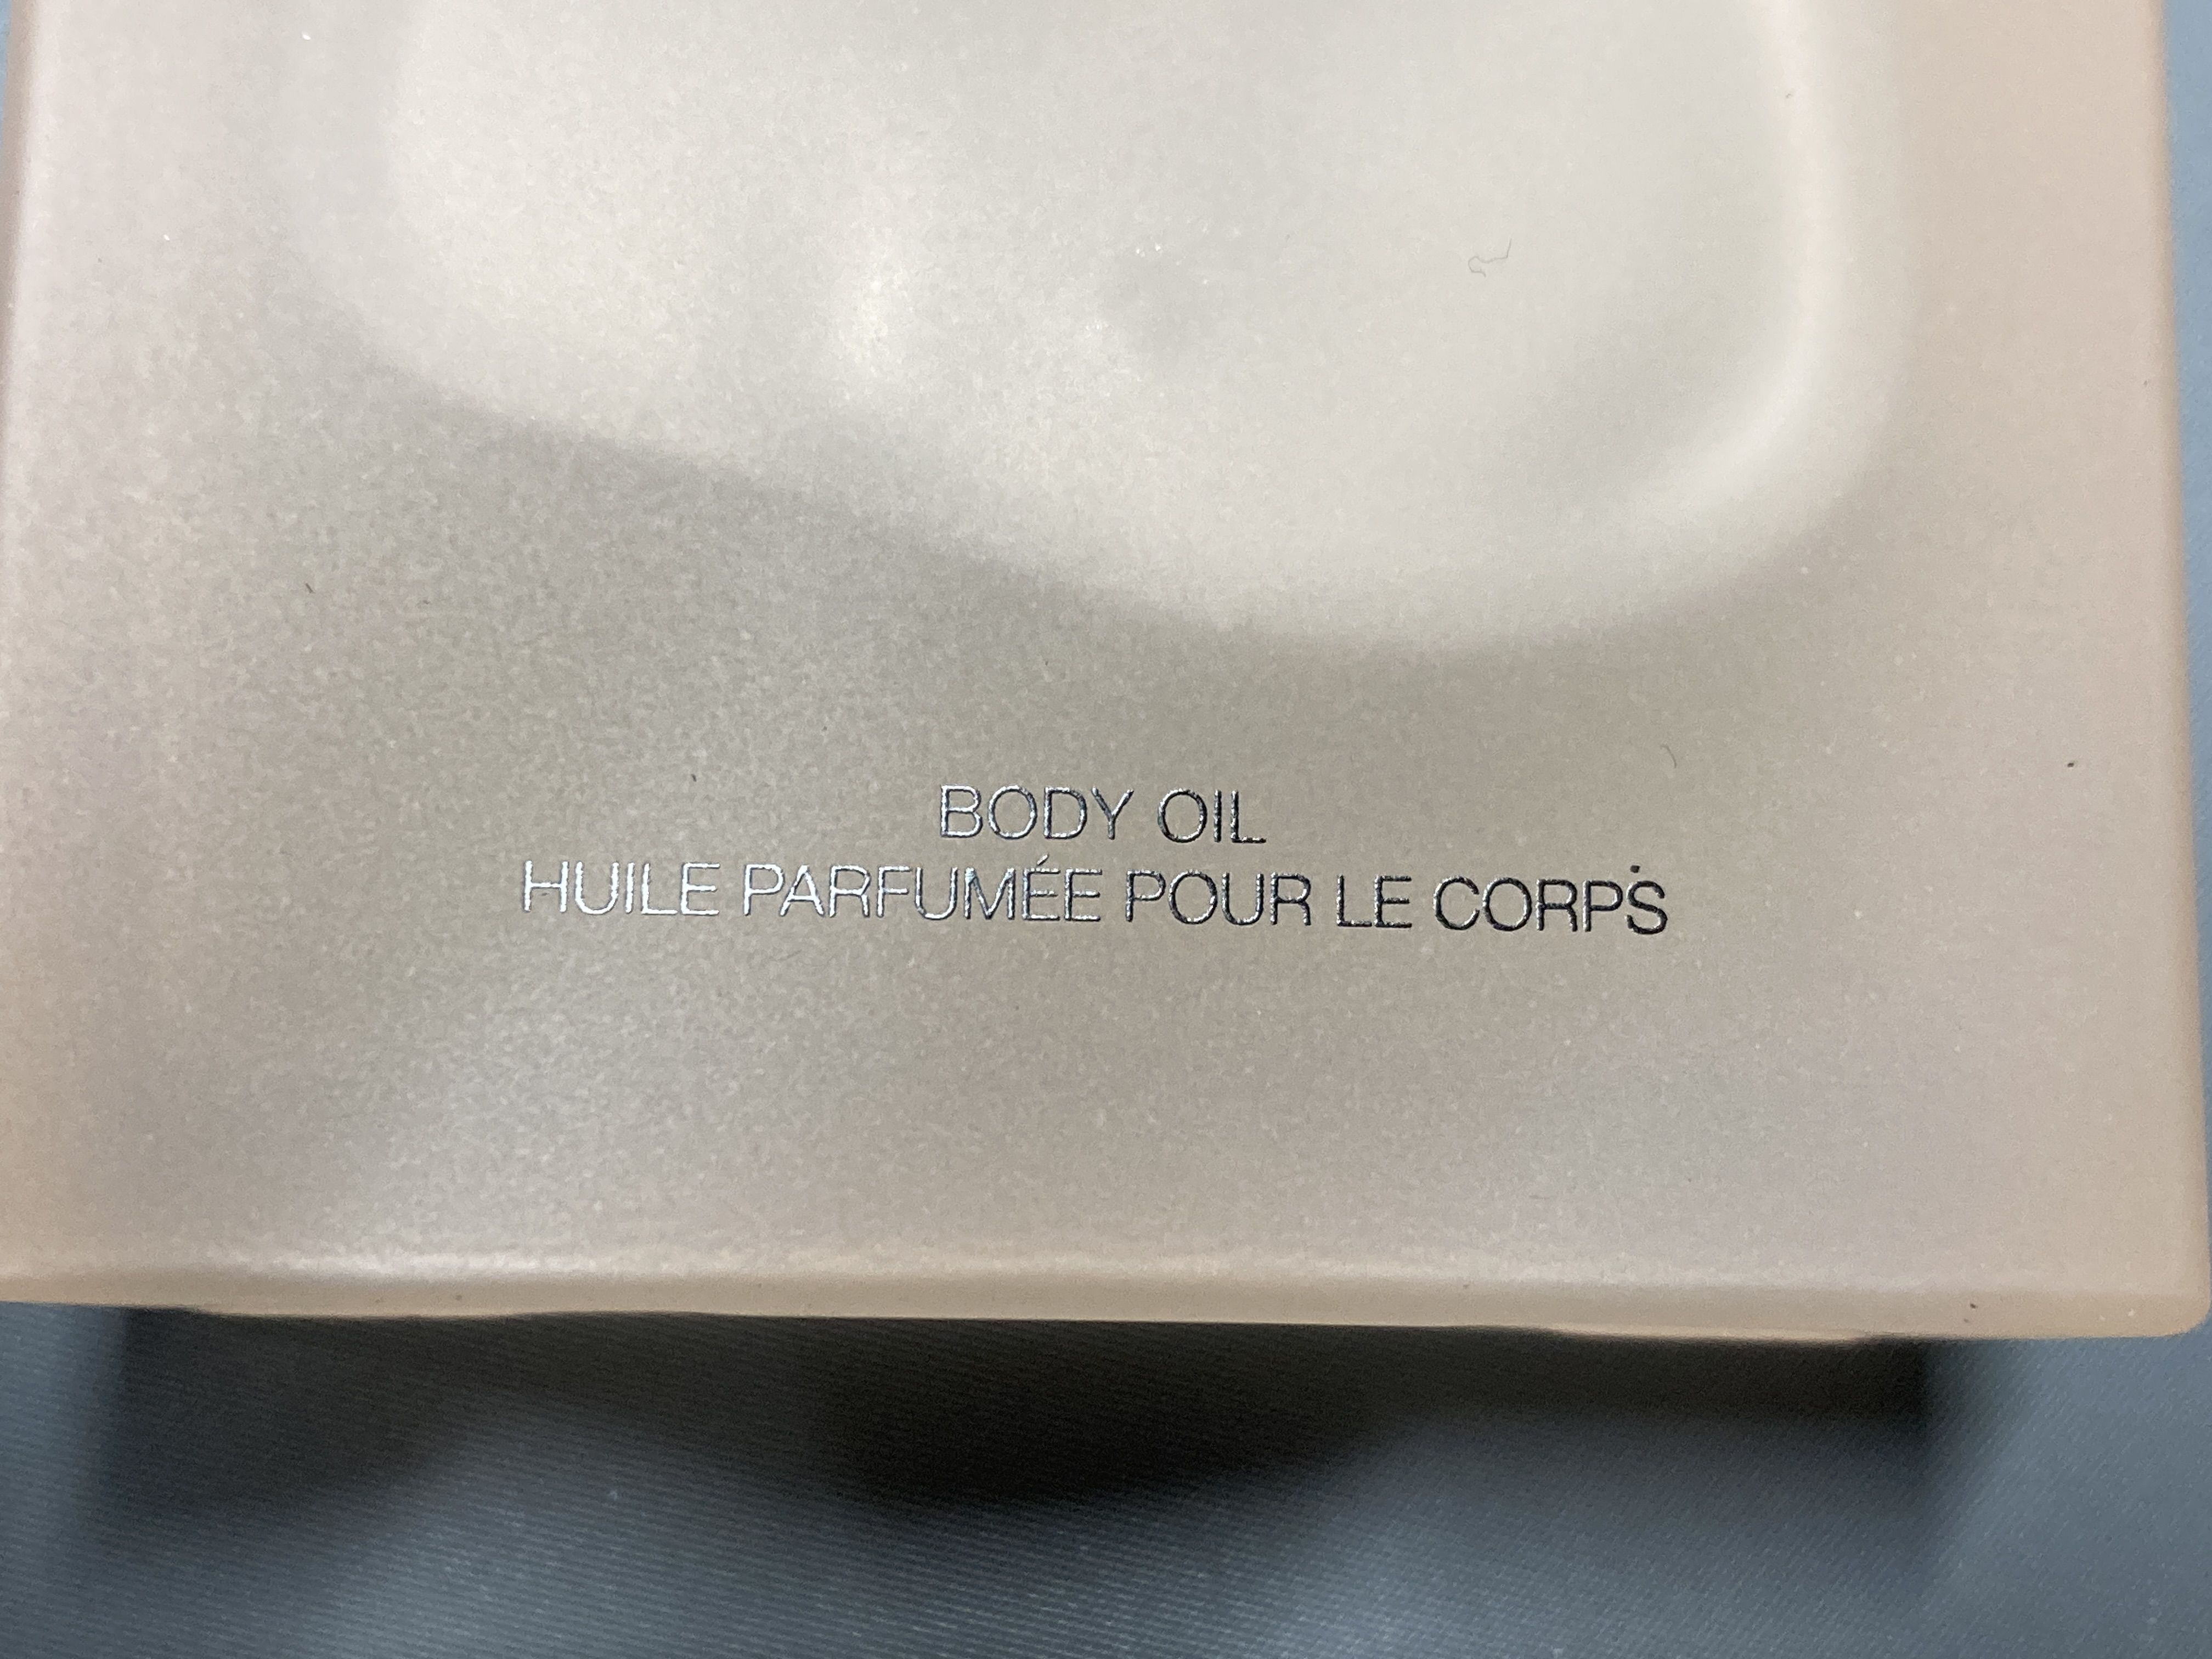 BODY OIL
HUILE PARFUMÉE POUR LE CORPS